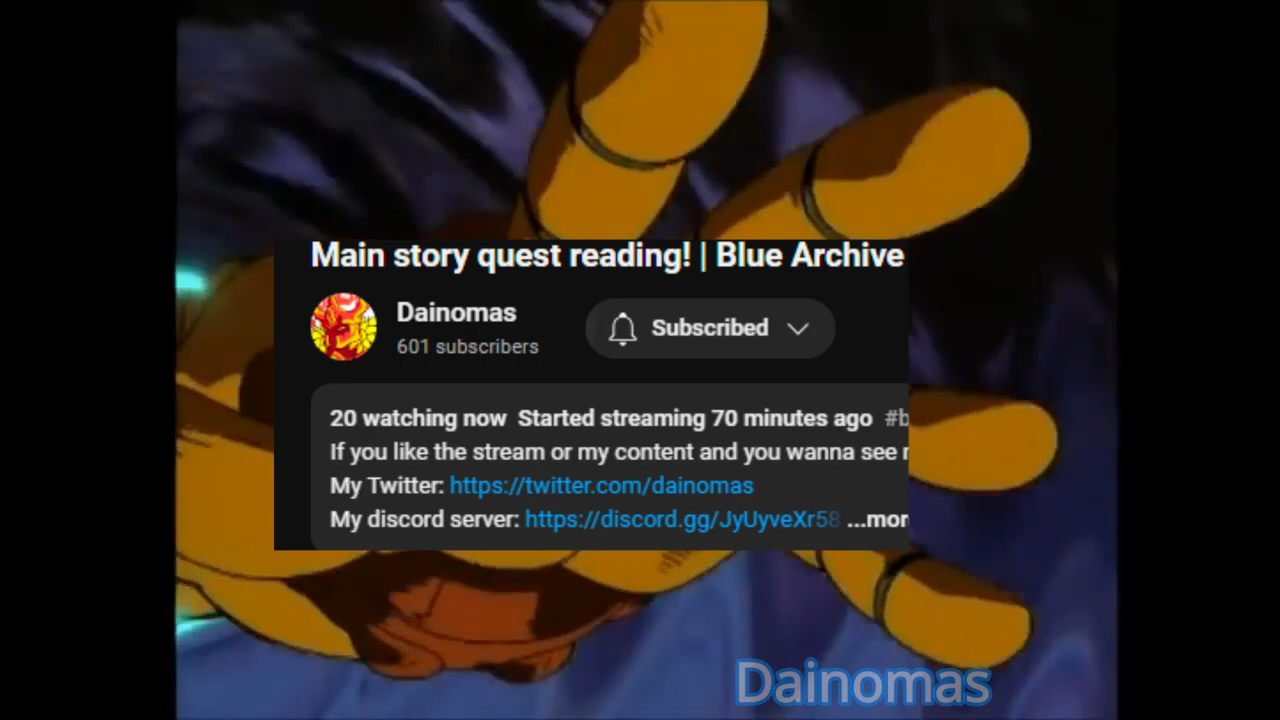 Main story quest reading! | Blue Archive
Dainomas
Subscribed
601 subscribers
20 watching now Started streaming 70 minutes ago #b
If you like the stream or my content and you wanna see r
My Twitter: https://twitter.com/dainomas
My discord server: https://discord.gg/JyUyveXr58 ...mor
Dainomas